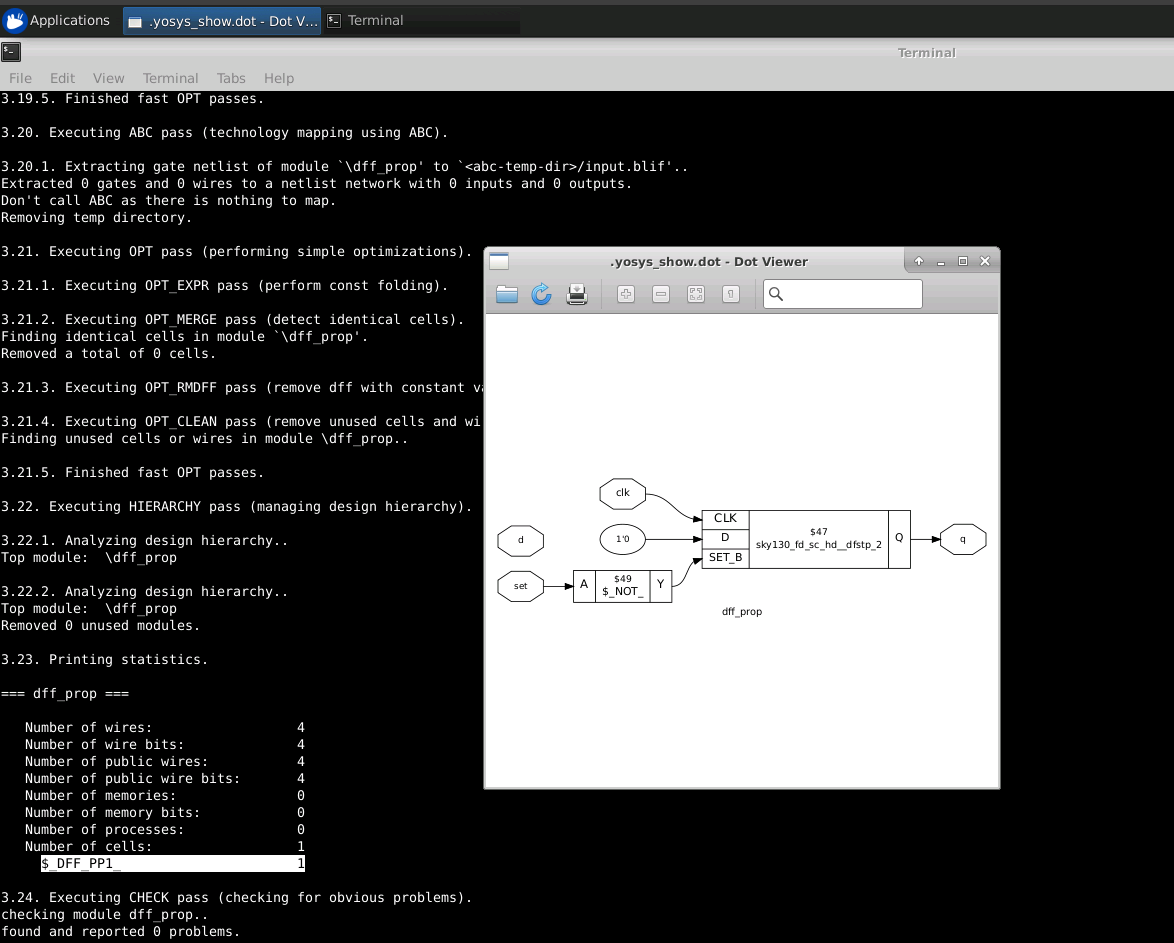 Applications
.yosys_show.dot - Dot V...
Terminal
Terminal
File Edit View Terminal Tabs Help
3.19.5. Finished fast OPT passes.
3.20. Executing ABC pass (technology mapping using ABC).
3.20.1. Extracting gate netlist of module `\dff_prop' to `<abc-temp-dir>/input.blif'..
Extracted 0 gates and 0 wires to a netlist network with 0 inputs and 0 outputs.
Don't call ABC as there is nothing to map.
Removing temp directory.
3.21. Executing OPT pass (performing simple optimizations).
3.21.1. Executing OPT_EXPR pass (perform const folding).
3.21.2. Executing OPT_MERGE pass (detect identical cells).
Finding identical cells in module `\dff_prop'.
Removed a total of 0 cells.
3.21.3. Executing OPT_RMDFF pass (remove dff with constant va
3.21.4. Executing OPT_CLEAN pass (remove unused cells and wi
Finding unused cells or wires in module \dff_prop..
3.21.5. Finished fast OPT passes.
3.22. Executing HIERARCHY pass (managing design hierarchy).
3.22.1. Analyzing design hierarchy..
Top module:  \dff_prop
3.22.2. Analyzing design hierarchy..
Top module:  \dff_prop
Removed 0 unused modules.
3.23. Printing statistics.
=== dff_prop ===
Number of wires: 4
Number of wire bits: 4
Number of public wires: 4
Number of public wire bits: 4
Number of memories: 0
Number of memory bits: 0
Number of processes: 0
Number of cells: 1
$_DFF_PP1_ 1
3.24. Executing CHECK pass (checking for obvious problems).
checking module dff_prop..
found and reported 0 problems.
.yosys_show.dot - Dot Viewer
clk
d
1'0
set
A
$49
$_NOT_
Y
CLK
D
SET_B
$47
sky130_fd_sc_hd__dfstp_2
Q
q
dff_prop